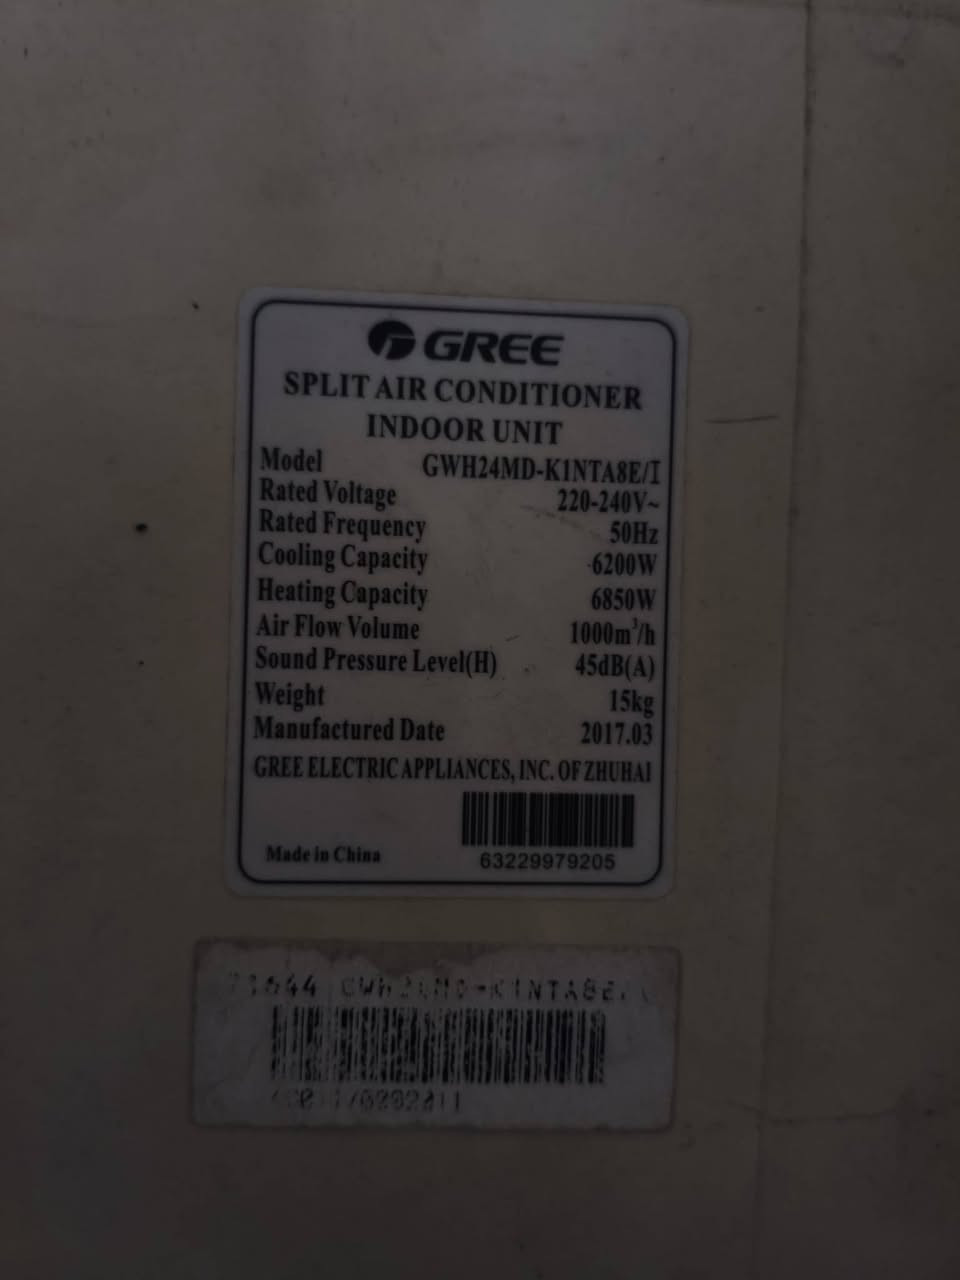 GREE
SPLIT AIR CONDITIONER
INDOOR UNIT
Model GWH24MD-K1NTA8E/I
Rated Voltage 220-240V~
Rated Frequency 50Hz
Cooling Capacity 6200W
Heating Capacity 6850W
Air Flow Volume 1000m³/h
Sound Pressure Level(H) 45dB(A)
Weight 15kg
Manufactured Date 2017.03
GREE ELECTRIC APPLIANCES, INC. OF ZHUHAI
Made in China 63229979205